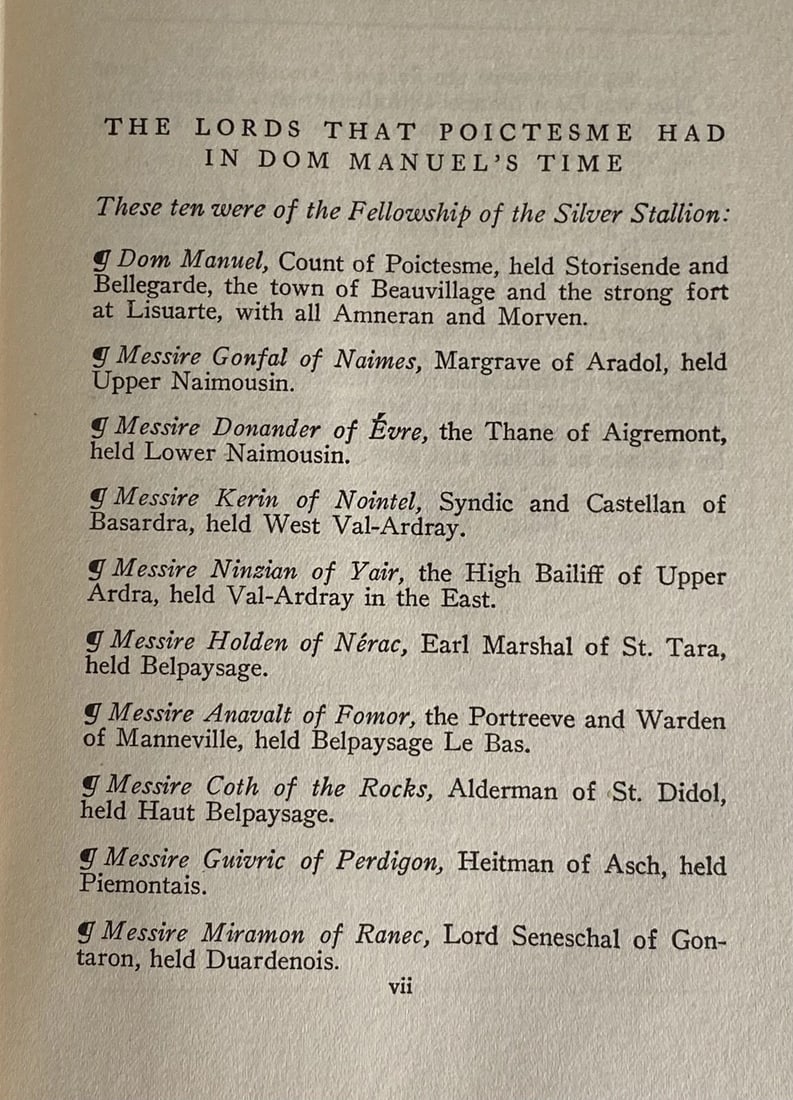 THE LORDS THAT POICTESME HAD
IN DOM MANUEL'S TIME
These ten were of the Fellowship of the Silver Stallion:
¶ Dom Manuel, Count of Poictesme, held Storisende and
Bellegarde, the town of Beauvillage and the strong fort
at Lisuarte, with all Amneran and Morven.
¶ Messire Gonfal of Naimes, Margrave of Aradol, held
Upper Naimousin.
¶ Messire Donander of Évre, the Thane of Aigremont,
held Lower Naimousin.
¶ Messire Kerin of Nointel, Syndic and Castellan of
Basardra, held West Val-Ardray.
¶ Messire Ninzian of Yair, the High Bailiff of Upper
Ardra, held Val-Ardray in the East.
¶ Messire Holden of Nérac, Earl Marshal of St. Tara,
held Belpaysage.
¶ Messire Anavalt of Fomor, the Portreeve and Warden
of Manneville, held Belpaysage Le Bas.
¶ Messire Coth of the Rocks, Alderman of St. Didol,
held Haut Belpaysage.
¶ Messire Guivric of Perdigon, Heitman of Asch, held
Piemontais.
¶ Messire Miramon of Ranec, Lord Seneschal of Gon-
taron, held Duardenois.
vii